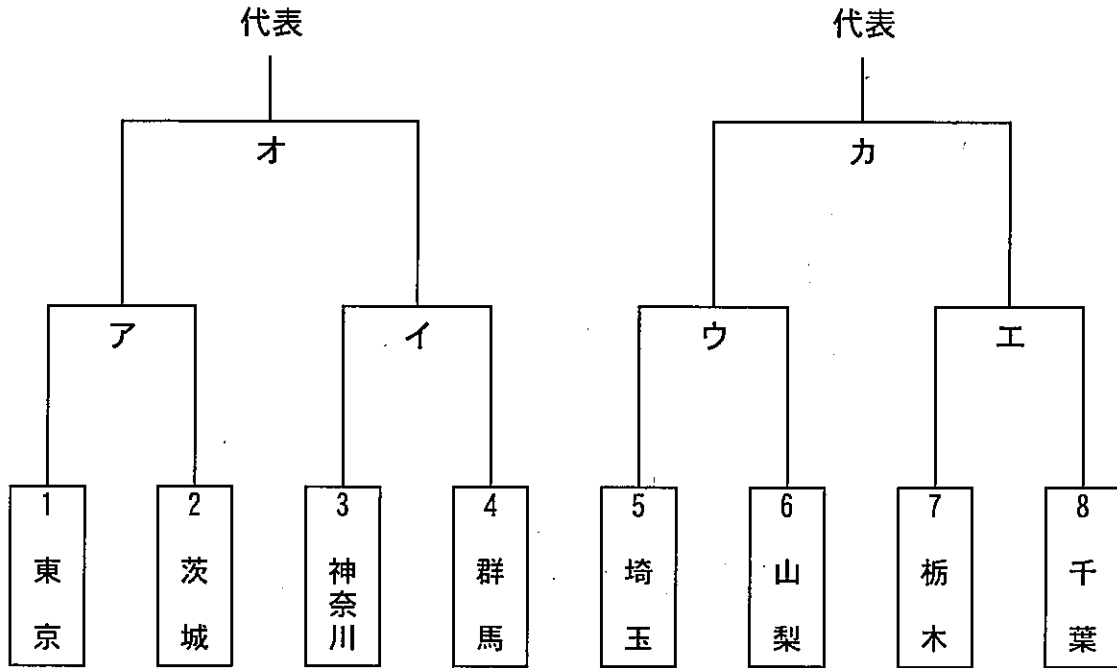 代表 代表
オ カ
ア イ ウ エ
1 2 3 4 5 6 7 8
東京 茨城 神奈川 群馬 埼玉 山梨 栃木 千葉